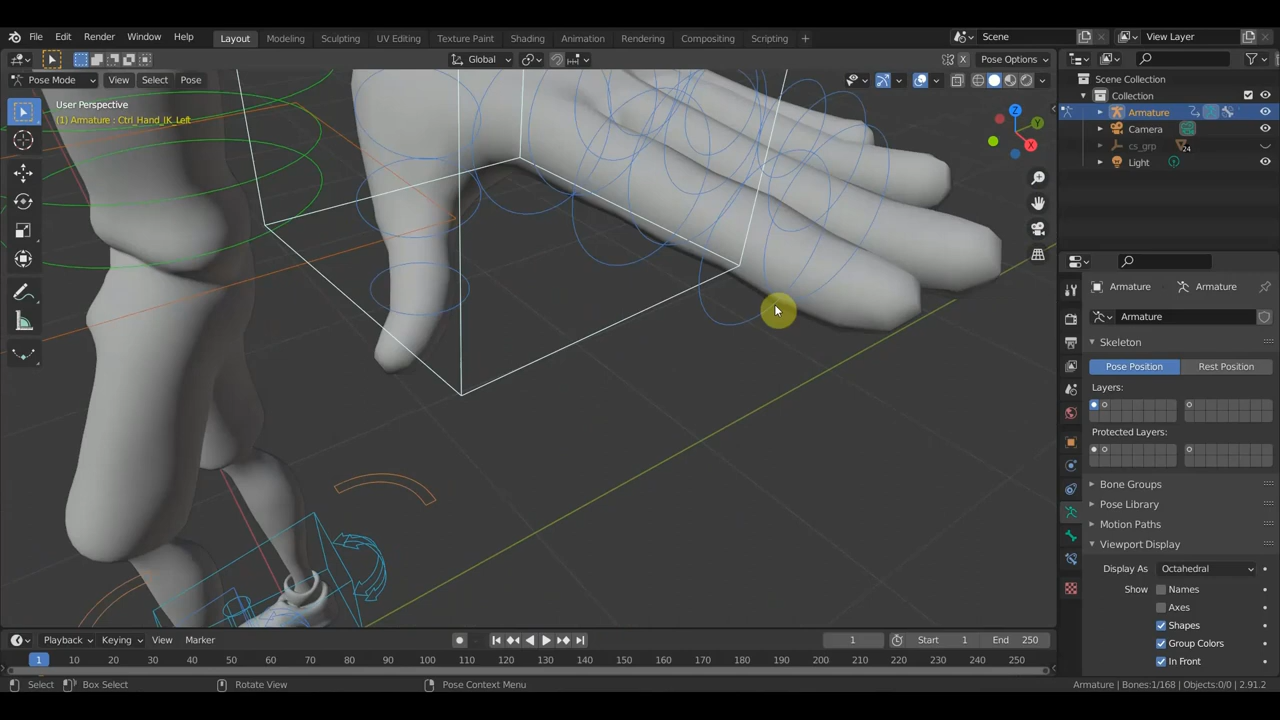 File Edit Render Window Help Layout Modeling Sculpting UV Editing Texture Paint Shading Animation Rendering Compositing Scripting + Scene View Layer
Global Pose Options
Pose Mode View Select Pose
User Perspective
(1) Armature : Ctrl_Hand_IK_Left
Z
Y
X
Scene Collection
Collection
Armature
Camera
cs_grp 24
Light
Armature Armature
Armature
Skeleton
Pose Position Rest Position
Layers:
Protected Layers:
Bone Groups
Pose Library
Motion Paths
Viewport Display
Display As Octahedral
Show Names
Axes
Shapes
Group Colors
In Front
Playback Keying View Marker 1 Start 1 End 250
1 10 20 30 40 50 60 70 80 90 100 110 120 130 140 150 160 170 180 190 200 210 220 230 240 250
Select Box Select Rotate View Pose Context Menu Armature | Bones:1/168 | Objects:0/0 | 2.91.2